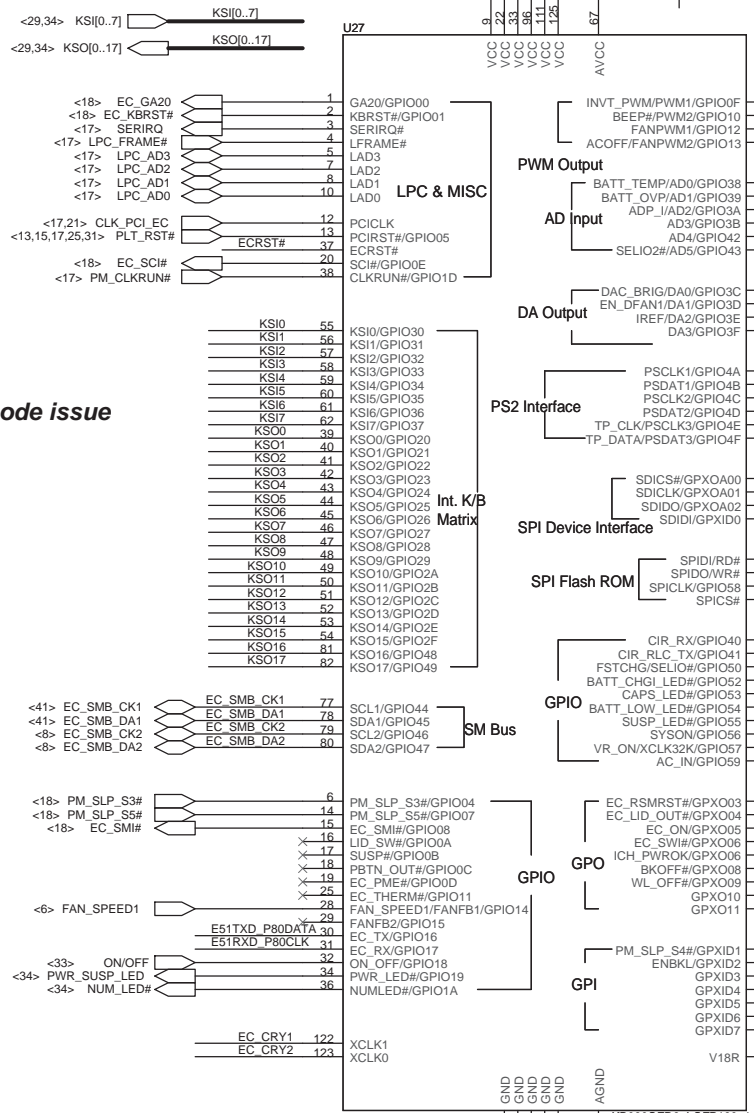 <29,34> KSI[0..7] KSI[0..7]
<29,34> KSO[0..17] KSO[0..17]
U27
9 22 33 96 111 125 67
VCC VCC VCC VCC VCC VCC AVCC
<18> EC_GA20 1 GA20/GPIO00
<18> EC_KBRST# 2 KBRST#/GPIO01
<17> SERIRQ 3 SERIRQ#
<17> LPC_FRAME# 4 LFRAME#
<17> LPC_AD3 5 LAD3
<17> LPC_AD2 7 LAD2
<17> LPC_AD1 8 LAD1
<17> LPC_AD0 10 LAD0
LPC & MISC
<17,21> CLK_PCI_EC 12 PCICLK
<13,15,17,25,31> PLT_RST# 13 PCIRST#/GPIO05
ECRST# 37 ECRST#
<18> EC_SCI# 20 SCI#/GPIO0E
<17> PM_CLKRUN# 38 CLKRUN#/GPIO1D
INVT_PWM/PWM1/GPIO0F
BEEP#/PWM2/GPIO10
FANPWM1/GPIO12
ACOFF/FANPWM2/GPIO13
PWM Output
BATT_TEMP/AD0/GPIO38
BATT_OVP/AD1/GPIO39
ADP_I/AD2/GPIO3A
AD Input
AD3/GPIO3B
AD4/GPIO42
SELIO2#/AD5/GPIO43
DAC_BRIG/DA0/GPIO3C
EN_DFAN1/DA1/GPIO3D
DA Output
IREF/DA2/GPIO3E
DA3/GPIO3F
ode issue
KSI0 55 KSI0/GPIO30
KSI1 56 KSI1/GPIO31
KSI2 57 KSI2/GPIO32
KSI3 58 KSI3/GPIO33
KSI4 59 KSI4/GPIO34
KSI5 60 KSI5/GPIO35
KSI6 61 KSI6/GPIO36
KSI7 62 KSI7/GPIO37
KSO0 39 KSO0/GPIO20
KSO1 40 KSO1/GPIO21
KSO2 41 KSO2/GPIO22
KSO3 42 KSO3/GPIO23
KSO4 43 KSO4/GPIO24
KSO5 44 KSO5/GPIO25
KSO6 45 KSO6/GPIO26
KSO7 46 KSO7/GPIO27
KSO8 47 KSO8/GPIO28
KSO9 48 KSO9/GPIO29
KSO10 49 KSO10/GPIO2A
KSO11 50 KSO11/GPIO2B
KSO12 51 KSO12/GPIO2C
KSO13 52 KSO13/GPIO2D
KSO14 53 KSO14/GPIO2E
KSO15 54 KSO15/GPIO2F
KSO16 81 KSO16/GPIO48
KSO17 82 KSO17/GPIO49
Int. K/B
Matrix
PSCLK1/GPIO4A
PSDAT1/GPIO4B
PSCLK2/GPIO4C
PS2 Interface
PSDAT2/GPIO4D
TP_CLK/PSCLK3/GPIO4E
TP_DATA/PSDAT3/GPIO4F
SDICS#/GPXOA00
SDICLK/GPXOA01
SDIDO/GPXOA02
SDIDI/GPXID0
SPI Device Interface
SPIDI/RD#
SPIDO/WR#
SPI Flash ROM
SPICLK/GPIO58
SPICS#
CIR_RX/GPIO40
CIR_RLC_TX/GPIO41
FSTCHG/SELIO#/GPIO50
BATT_CHGI_LED#/GPIO52
CAPS_LED#/GPIO53
GPIO
BATT_LOW_LED#/GPIO54
SUSP_LED#/GPIO55
SYSON/GPIO56
VR_ON/XCLK32K/GPIO57
AC_IN/GPIO59
<41> EC_SMB_CK1 EC_SMB_CK1 77 SCL1/GPIO44
<41> EC_SMB_DA1 EC_SMB_DA1 78 SDA1/GPIO45
<8> EC_SMB_CK2 EC_SMB_CK2 79 SCL2/GPIO46
<8> EC_SMB_DA2 EC_SMB_DA2 80 SDA2/GPIO47
SM Bus
<18> PM_SLP_S3# 6 PM_SLP_S3#/GPIO04
<18> PM_SLP_S5# 14 PM_SLP_S5#/GPIO07
<18> EC_SMI# 15 EC_SMI#/GPIO08
16 LID_SW#/GPIO0A
17 SUSP#/GPIO0B
18 PBTN_OUT#/GPIO0C
19 EC_PME#/GPIO0D
25 EC_THERM#/GPIO11
<6> FAN_SPEED1 28 FAN_SPEED1/FANFB1/GPIO14
29 FANFB2/GPIO15
E51TXD_P80DATA 30 EC_TX/GPIO16
E51RXD_P80CLK 31 EC_RX/GPIO17
<33> ON/OFF 32 ON_OFF/GPIO18
<34> PWR_SUSP_LED 34 PWR_LED#/GPIO19
<34> NUM_LED# 36 NUMLED#/GPIO1A
GPIO
EC_RSMRST#/GPXO03
EC_LID_OUT#/GPXO04
EC_ON/GPXO05
EC_SWI#/GPXO06
ICH_PWROK/GPXO06
GPO
BKOFF#/GPXO08
WL_OFF#/GPXO09
GPXO10
GPXO11
PM_SLP_S4#/GPXID1
ENBKL/GPXID2
GPXID3
GPI
GPXID4
GPXID5
GPXID6
GPXID7
EC_CRY1 122 XCLK1
EC_CRY2 123 XCLK0
V18R
GND GND GND GND GND AGND